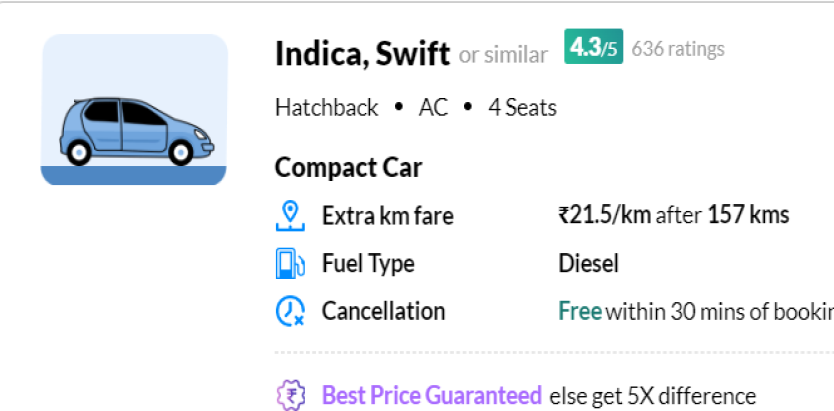 Indica, Swift or similar 4.3/5 636 ratings
Hatchback • AC • 4 Seats
Compact Car
Extra km fare ₹21.5/km after 157 kms
Fuel Type Diesel
Cancellation Free within 30 mins of bookin
₹ Best Price Guaranteed else get 5X difference